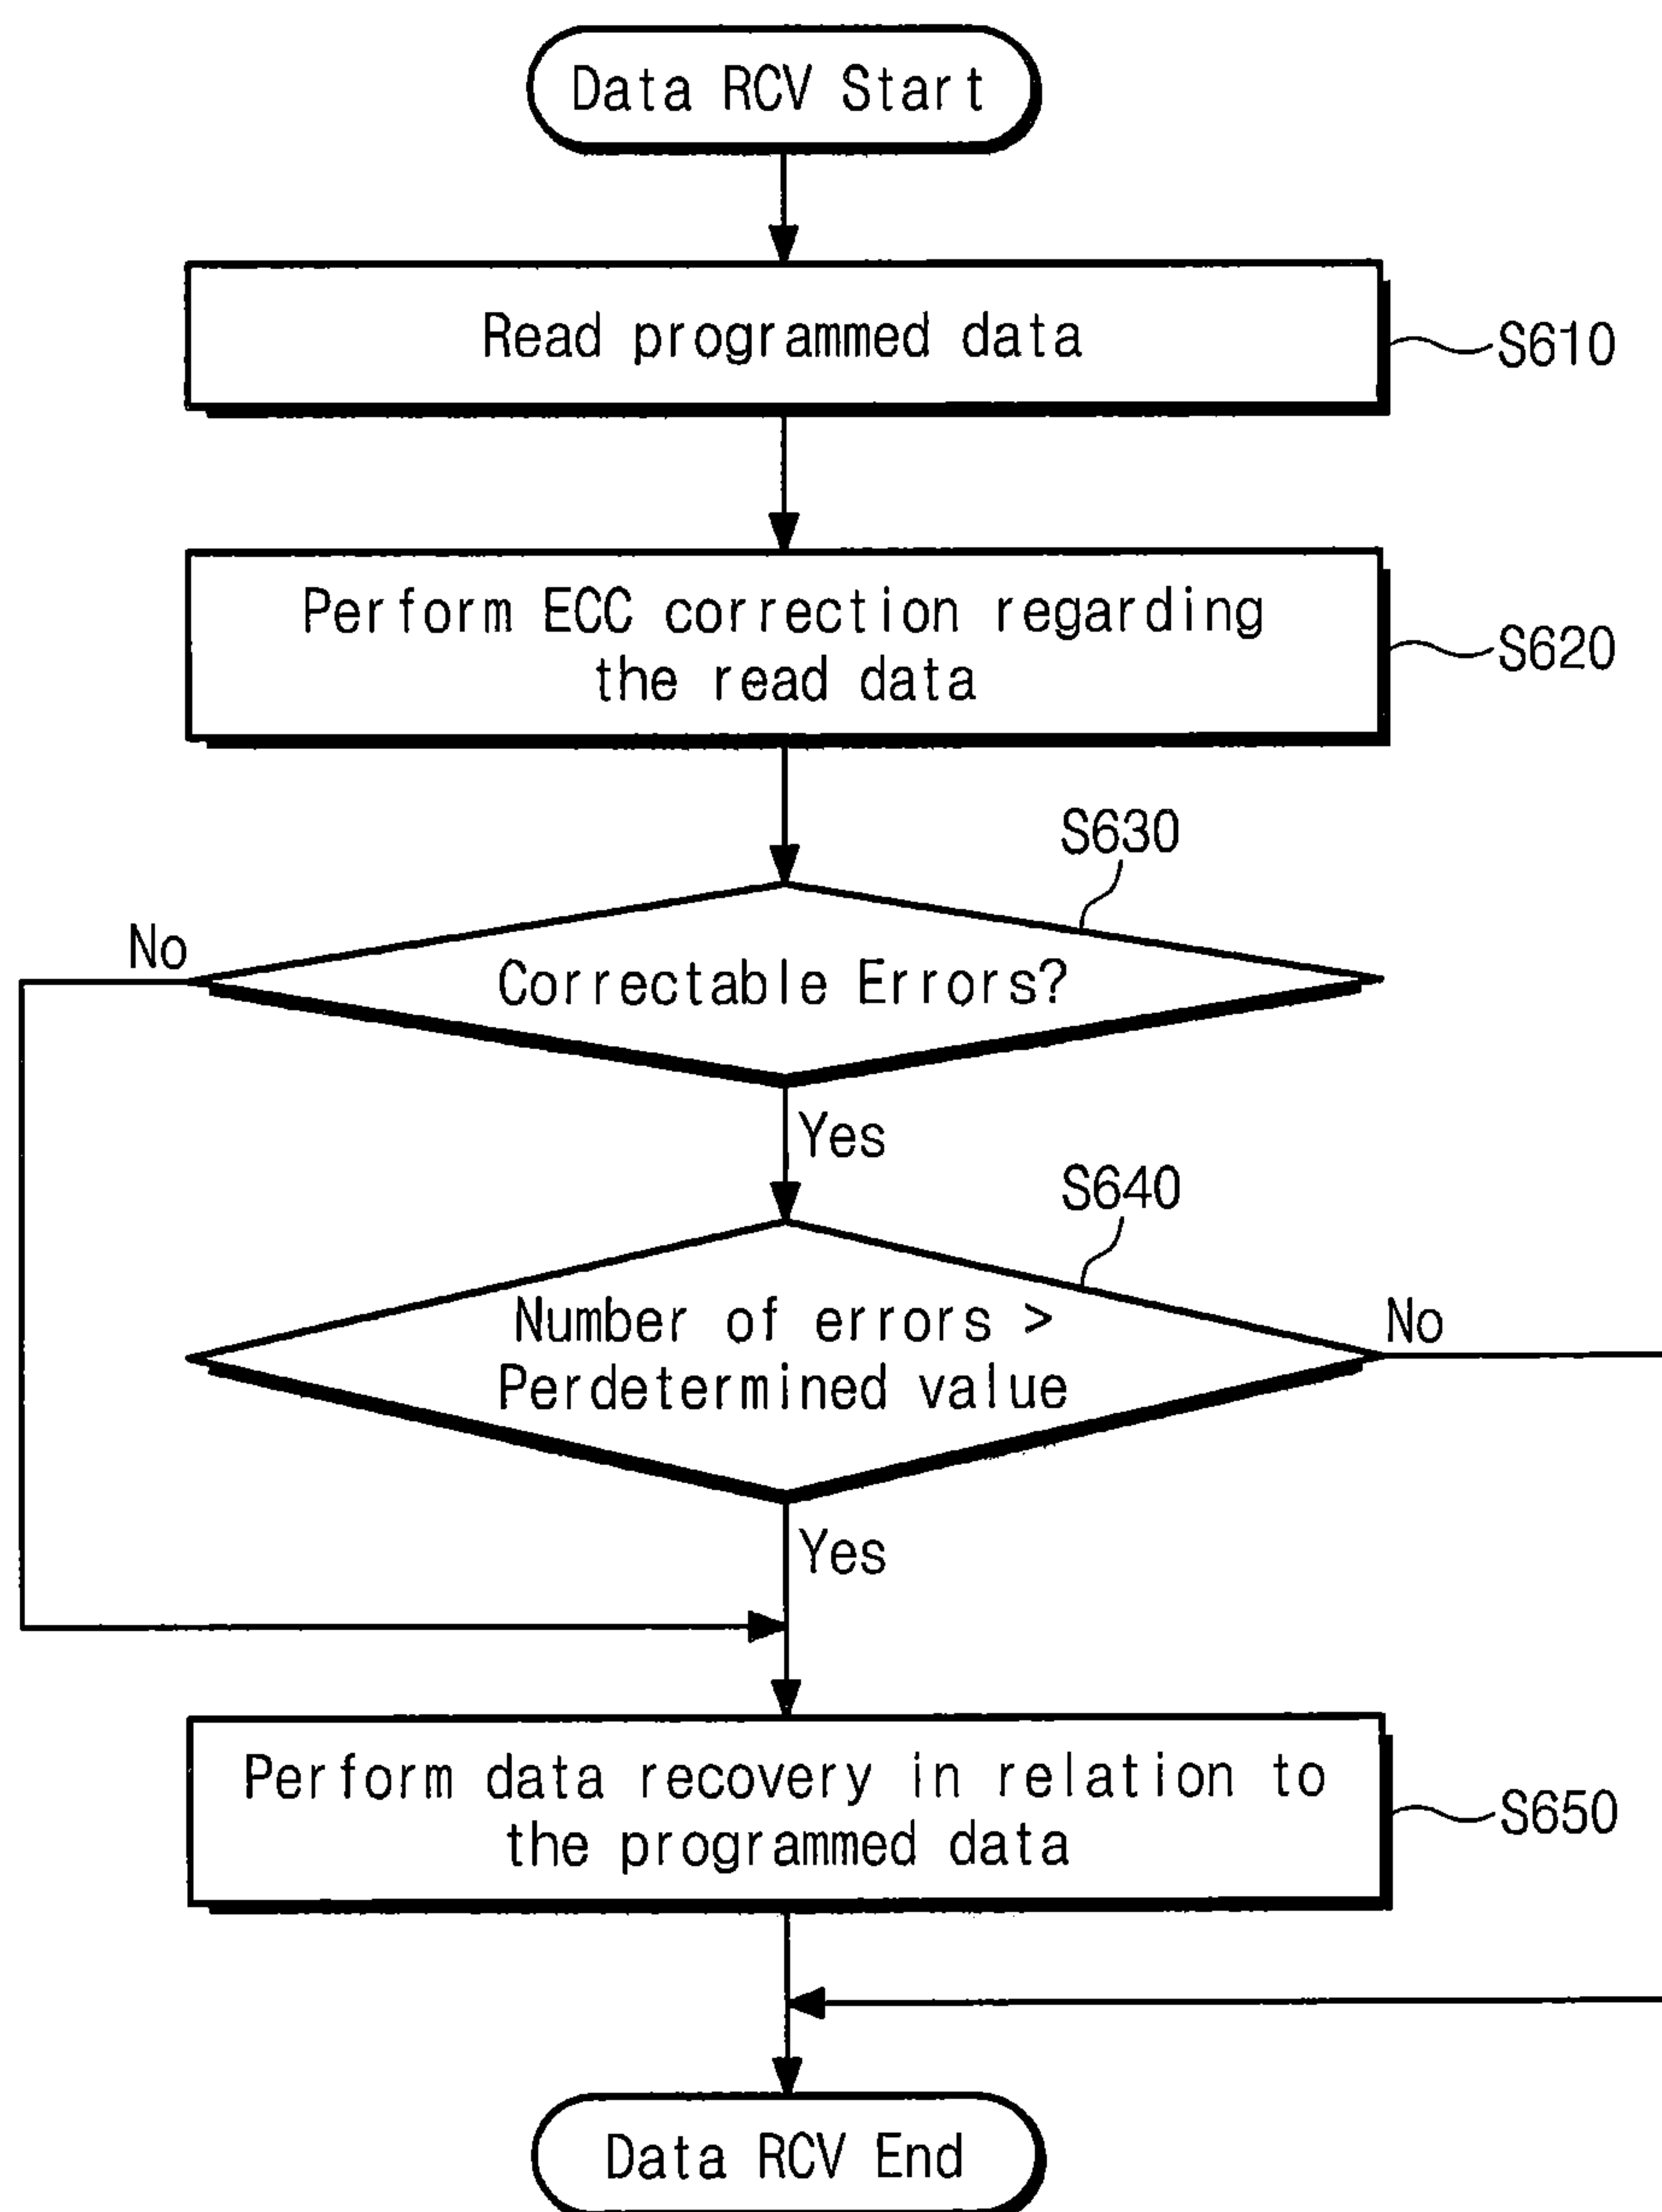 Data RCV Start
Read programmed data
S610
Perform ECC correction regarding
the read data
S620
S630
No
Correctable Errors?
Yes
S640
Number of errors >
Perdetermined value
No
Yes
Perform data recovery in relation to
the programmed data
S650
Data RCV End